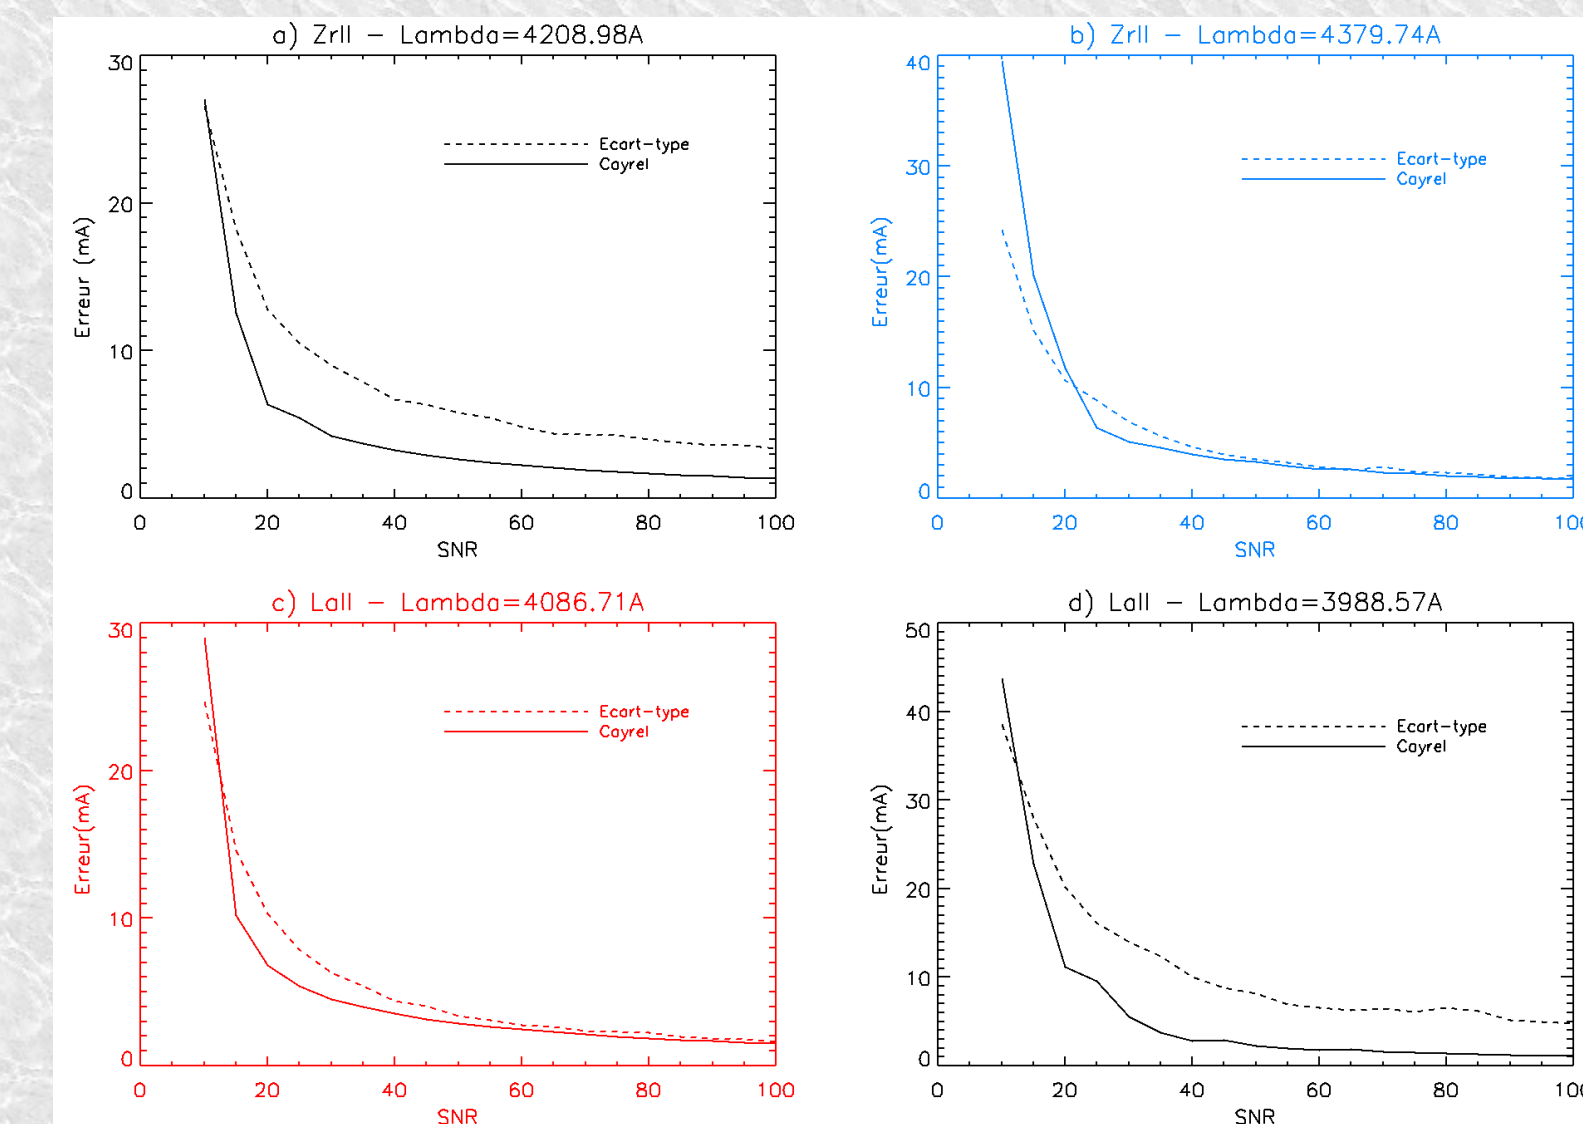 a) ZrII - Lambda=4208.98A
30
20
10
0
Erreur (mA)
Ecart-type
Cayrel
0 20 40 60 80 100
SNR
b) ZrII - Lambda=4379.74A
40
30
20
10
0
Erreur(mA)
Ecart-type
Cayrel
0 20 40 60 80 100
SNR
c) LaII - Lambda=4086.71A
30
20
10
0
Erreur(mA)
Ecart-type
Cayrel
0 20 40 60 80 100
SNR
d) LaII - Lambda=3988.57A
50
40
30
20
10
0
Erreur(mA)
Ecart-type
Cayrel
0 20 40 60 80 100
SNR